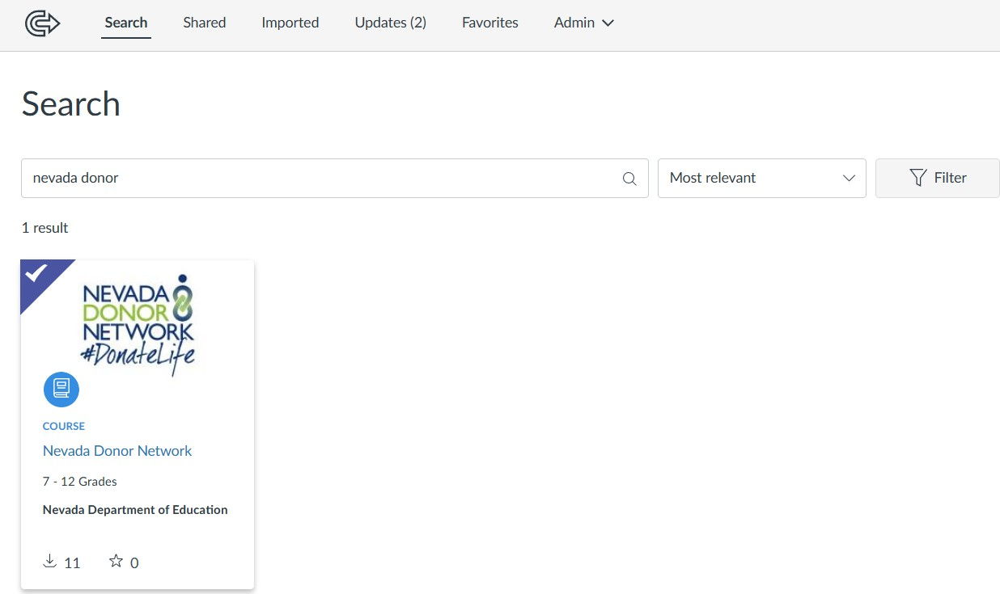 Search Shared Imported Updates (2) Favorites Admin
Search
nevada donor
Most relevant
Filter
1 result
NEVADA
DONOR
NETWORK
#DonateLife
COURSE
Nevada Donor Network
7 - 12 Grades
Nevada Department of Education
11 0